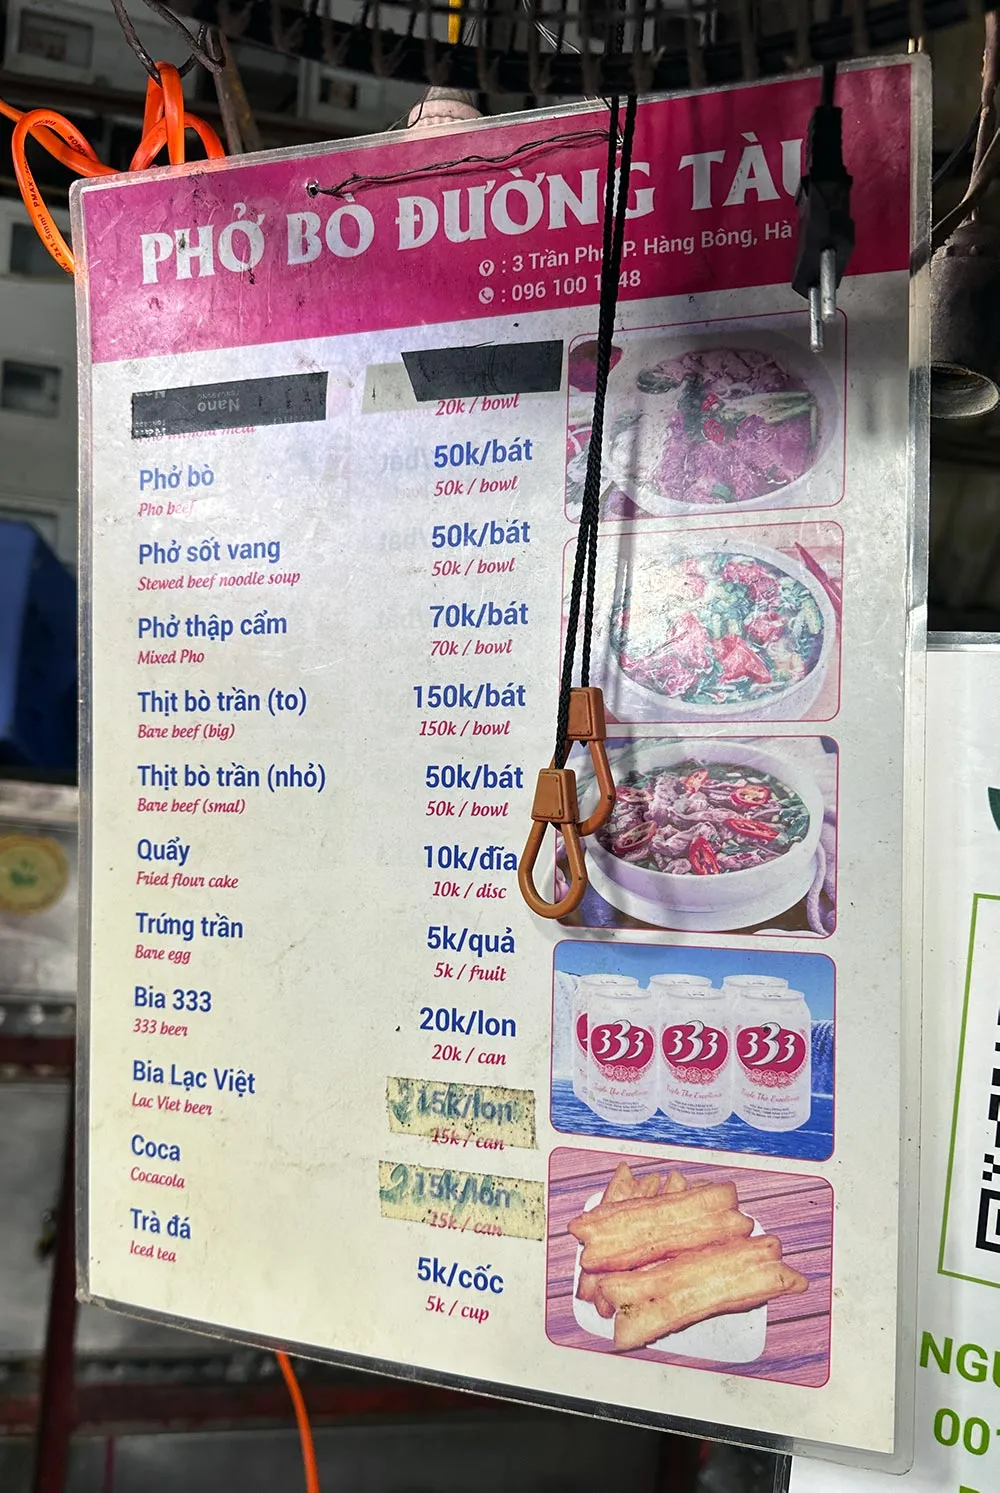 PHỞ BÒ ĐƯỜNG TÀU
: 3 Trần Phú, P. Hàng Bông, Hà
: 096 100
Nano
Pho without meat
20k / bowl
Phở bò 50k/bát
Pho beef 50k / bowl
Phở sốt vang 50k/bát
Stewed beef noodle soup 50k / bowl
Phở thập cẩm 70k/bát
Mixed Pho 70k / bowl
Thịt bò trần (to) 150k/bát
Bare beef (big) 150k / bowl
Thịt bò trần (nhỏ) 50k/bát
Bare beef (smal) 50k / bowl
Quẩy 10k/đĩa
Fried flour cake 10k / disc
Trứng trần 5k/quả
Bare egg 5k / fruit
Bia 333 20k/lon
333 beer 20k / can
Bia Lạc Việt 15k/lon
Lac Viet beer 15k / can
Coca 15k/lon
Cocacola 15k / can
Trà đá 5k/cốc
Iced tea 5k / cup
333 333 333
NGU
00